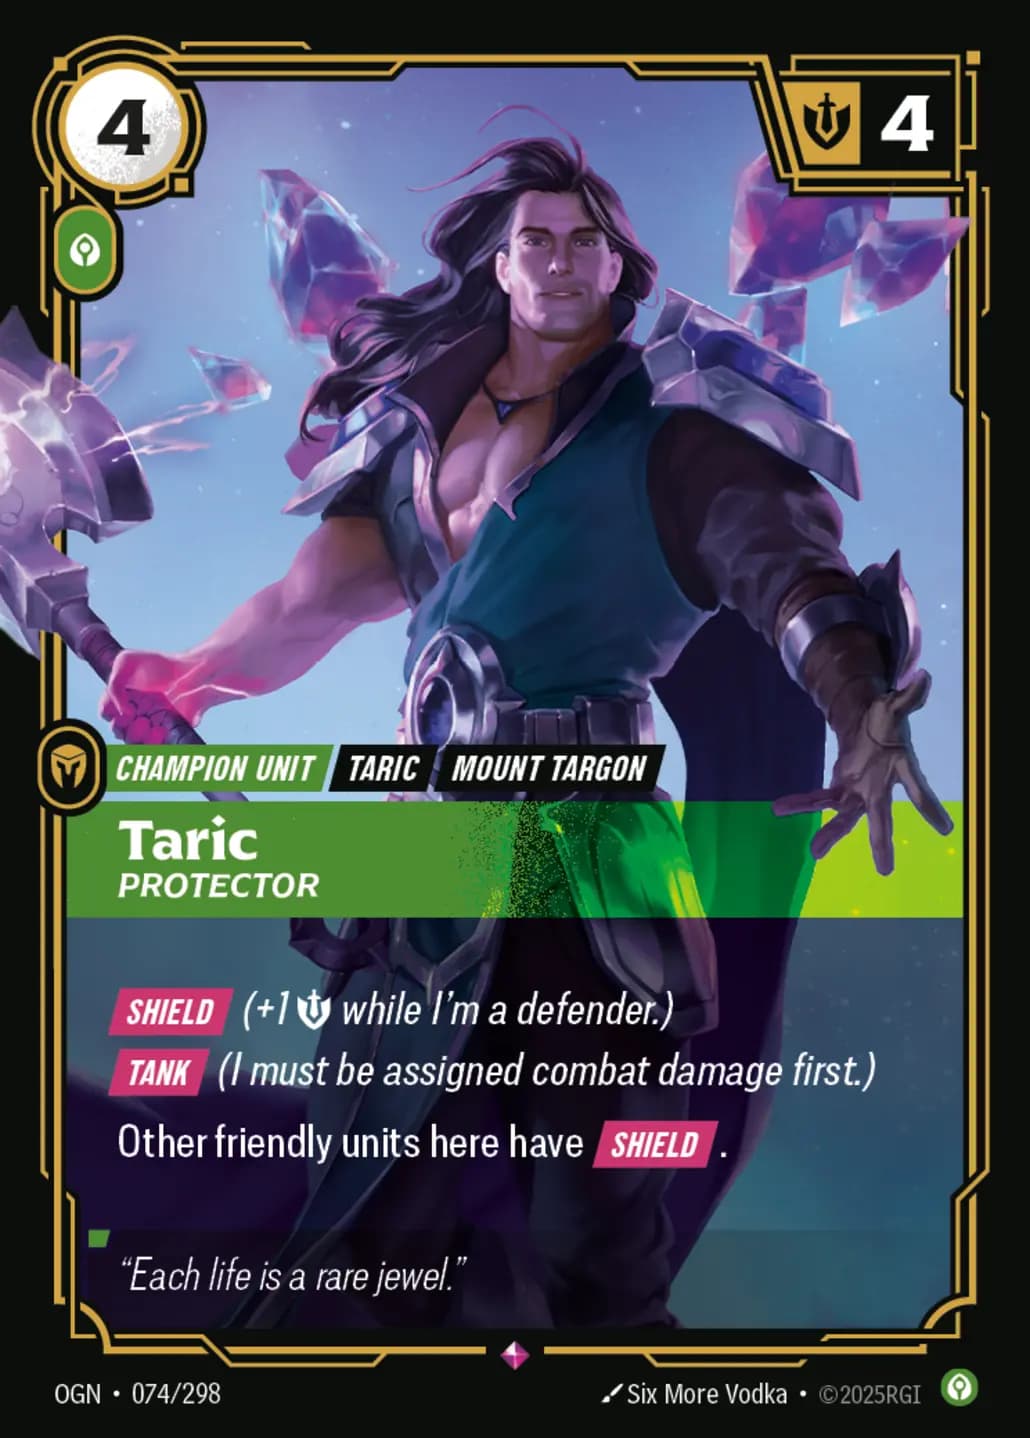 4
4
CHAMPION UNIT TARIC MOUNT TARGON
Taric
PROTECTOR
SHIELD (+1 while I'm a defender.)
TANK (I must be assigned combat damage first.)
Other friendly units here have SHIELD.
“Each life is a rare jewel.”
OGN • 074/298
Six More Vodka • ©2025RGI